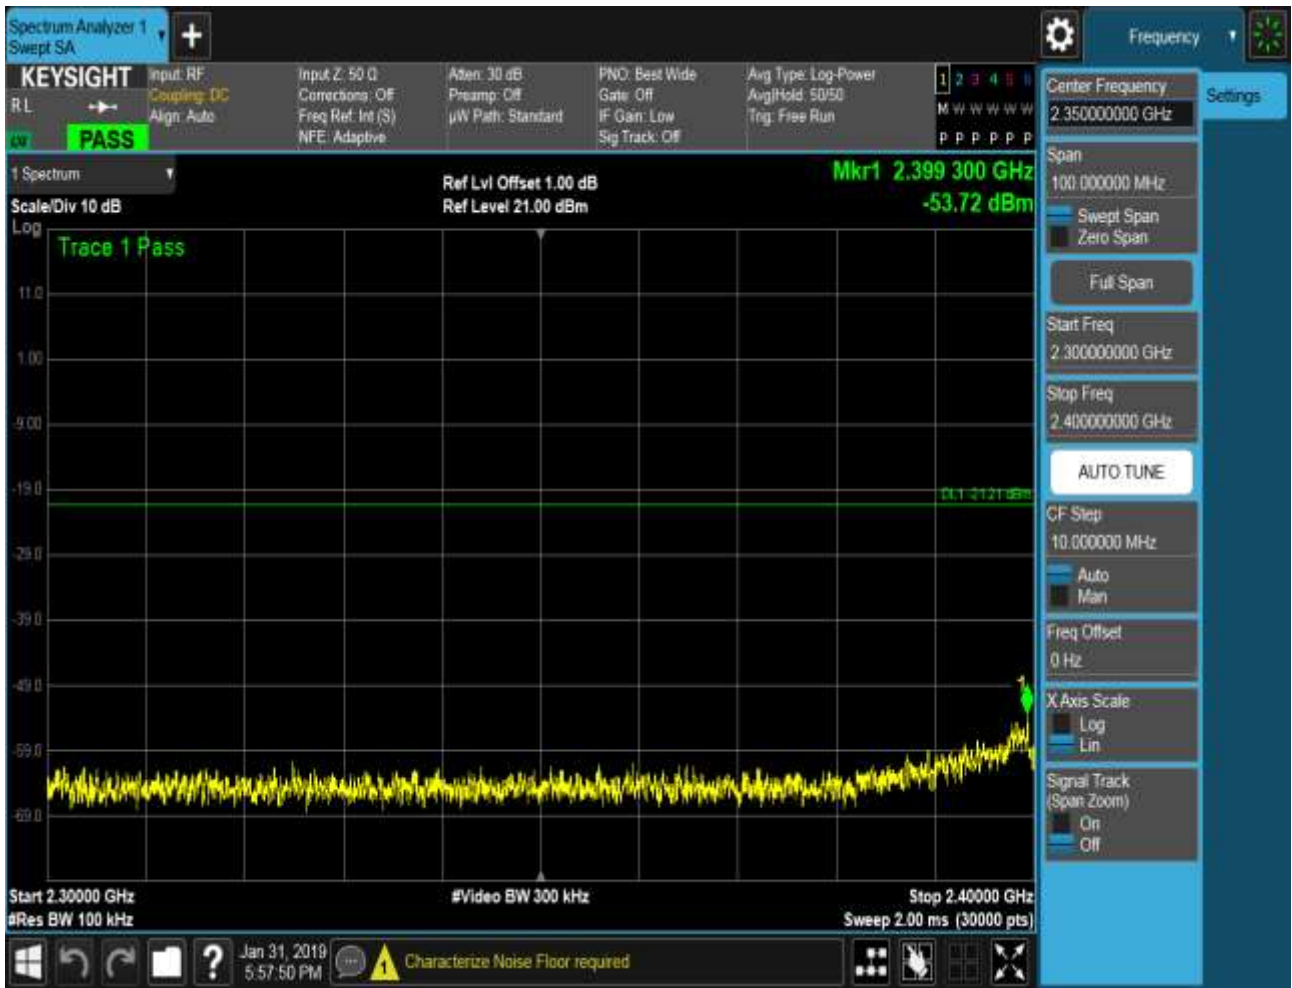 Spectrum Analyzer 1
Swept SA
+
Frequency
KEYSIGHT
R L
PASS
Input: RF
Coupling: DC
Align: Auto
Input Z: 50 Ω
Corrections: Off
Freq Ref: Int (S)
NFE: Adaptive
Atten: 30 dB
Preamp: Off
µW Path: Standard
PNO: Best Wide
Gate: Off
IF Gain: Low
Sig Track: Off
Avg Type: Log-Power
Avg|Hold: 50/50
Trig: Free Run
1 2 3 4 5 6
M W W W W W
P P P P P P
1 Spectrum
Scale/Div 10 dB
Ref Lvl Offset 1.00 dB
Ref Level 21.00 dBm
Mkr1 2.399 300 GHz
-53.72 dBm
Log
Trace 1 Pass
11.0
1.00
-9.00
-19.0
DL1 -21.21 dBm
-29.0
-39.0
-49.0
1
-59.0
-69.0
Start 2.30000 GHz
#Video BW 300 kHz
Stop 2.40000 GHz
#Res BW 100 kHz
Sweep 2.00 ms (30000 pts)
?
Jan 31, 2019
5:57:50 PM
1
Characterize Noise Floor required
Center Frequency
2.350000000 GHz
Settings
Span
100.000000 MHz
Swept Span
Zero Span
Full Span
Start Freq
2.300000000 GHz
Stop Freq
2.400000000 GHz
AUTO TUNE
CF Step
10.000000 MHz
Auto
Man
Freq Offset
0 Hz
X Axis Scale
Log
Lin
Signal Track
(Span Zoom)
On
Off